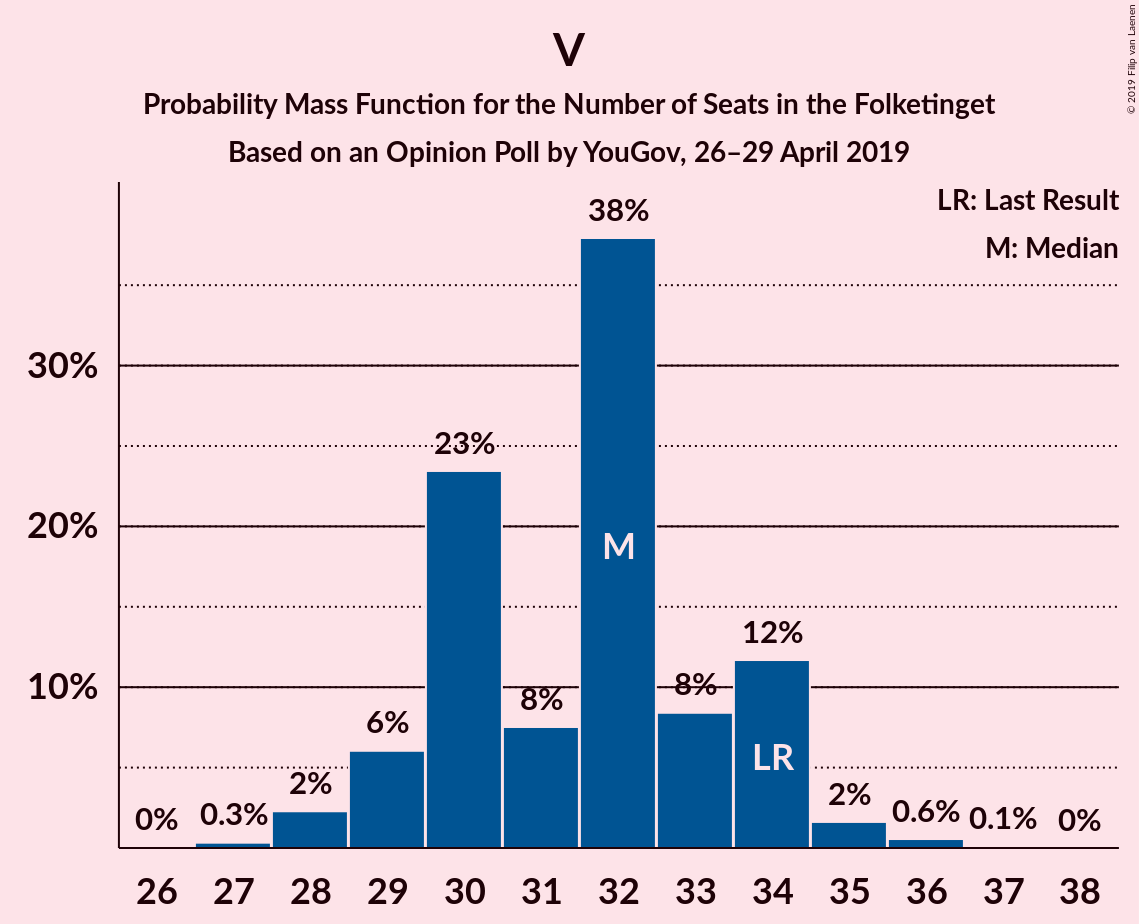 V
Probability Mass Function for the Number of Seats in the Folketinget
Based on an Opinion Poll by YouGov, 26–29 April 2019
© 2019 Filip van Laenen
LR: Last Result
M: Median
38%
30%
23%
20%
M
12%
10%
8%
8%
6%
LR
2%
2%
0%
0.3%
0.6%
0.1%
0%
26 27 28 29 30 31 32 33 34 35 36 37 38